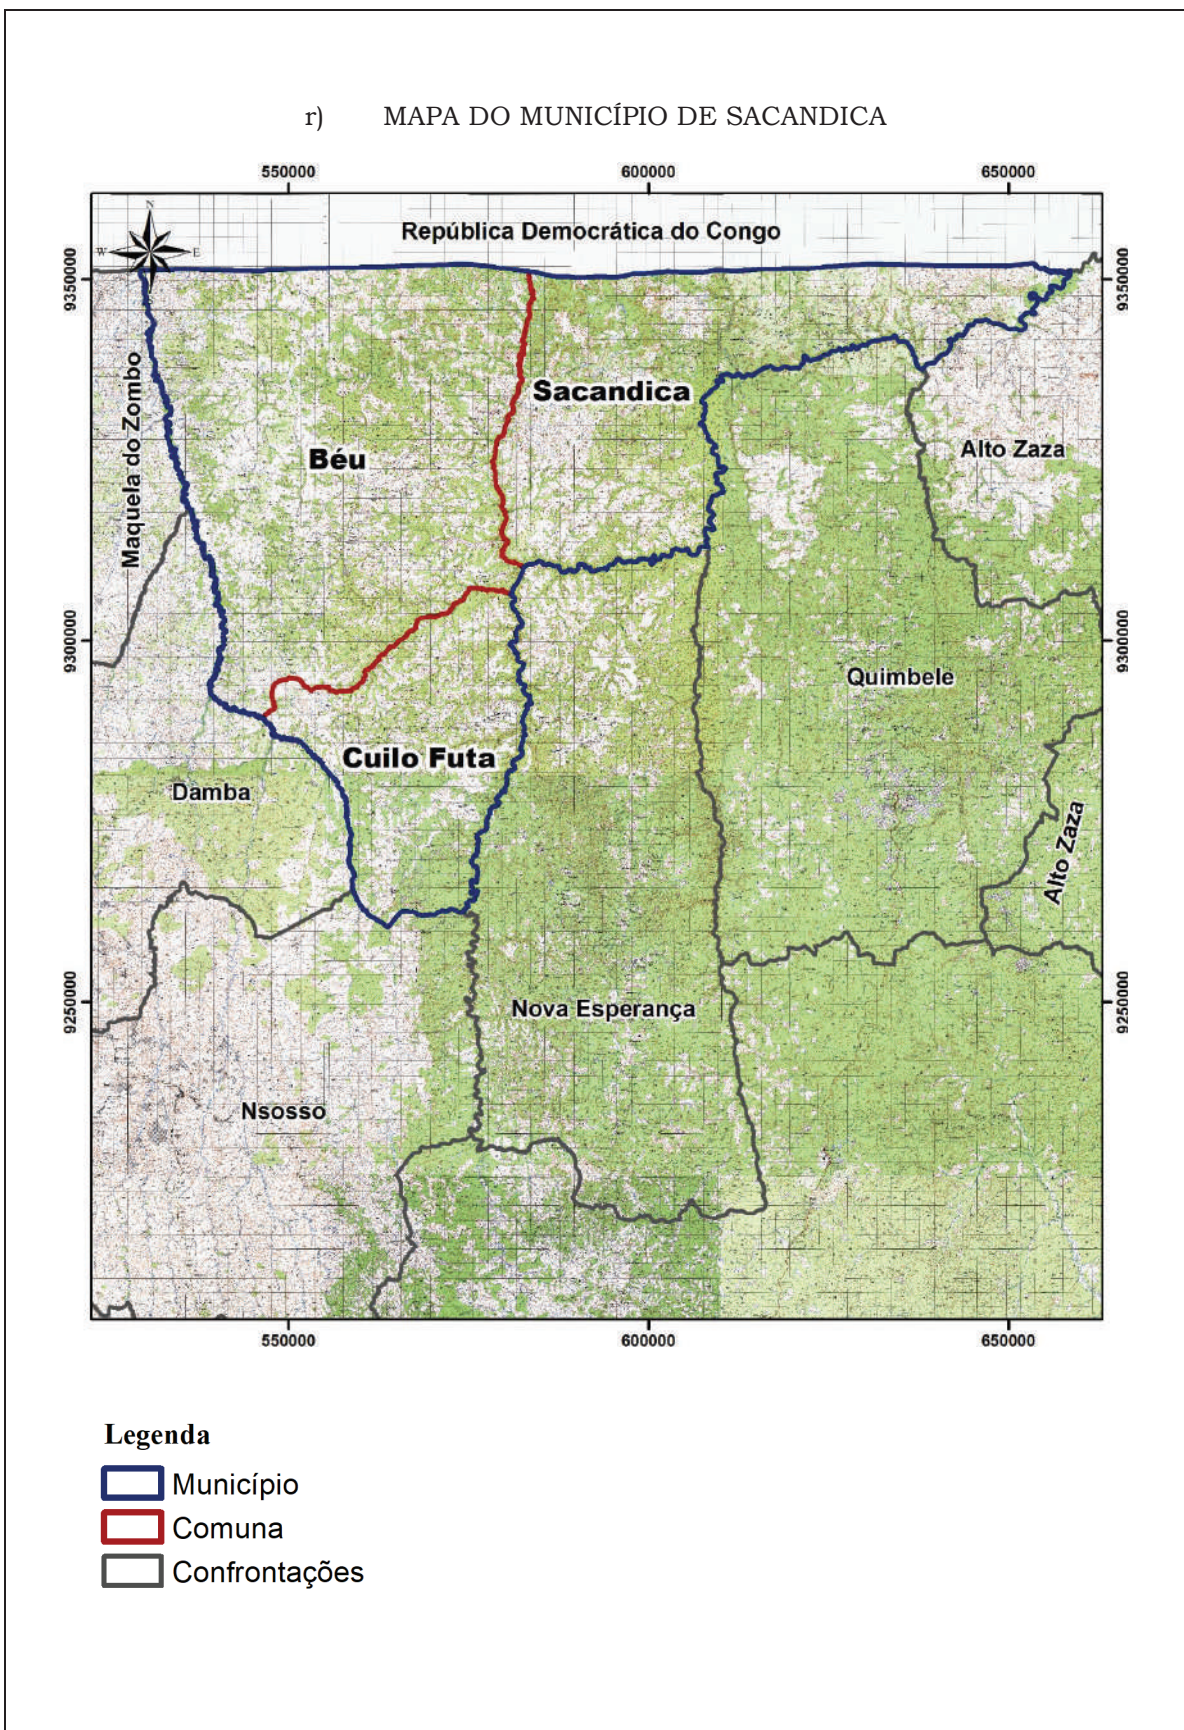 r) MAPA DO MUNICÍPIO DE SACANDICA
550000 600000 650000
N
W E
República Democrática do Congo
9350000 9350000
Maquela do Zombo
Sacandica
Béu
Alto Zaza
9300000 9300000
Quimbele
Cuilo Futa
Damba
Alto Zaza
9250000 9250000
Nova Esperança
Nsosso
550000 600000 650000
Legenda
Município
Comuna
Confrontações